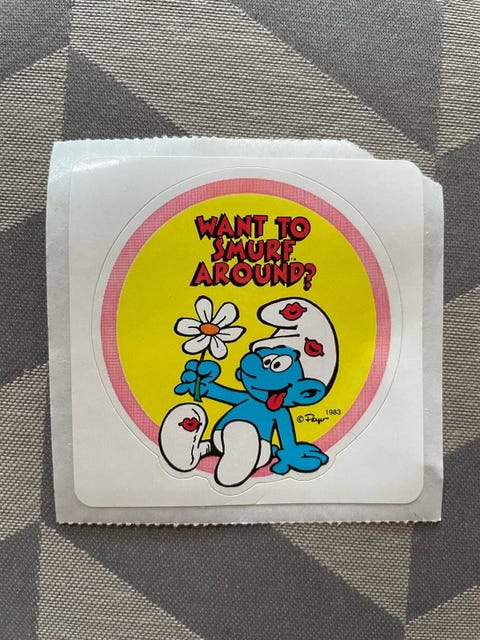 WANT TO
SMURF
AROUND?
1983
© Peyo